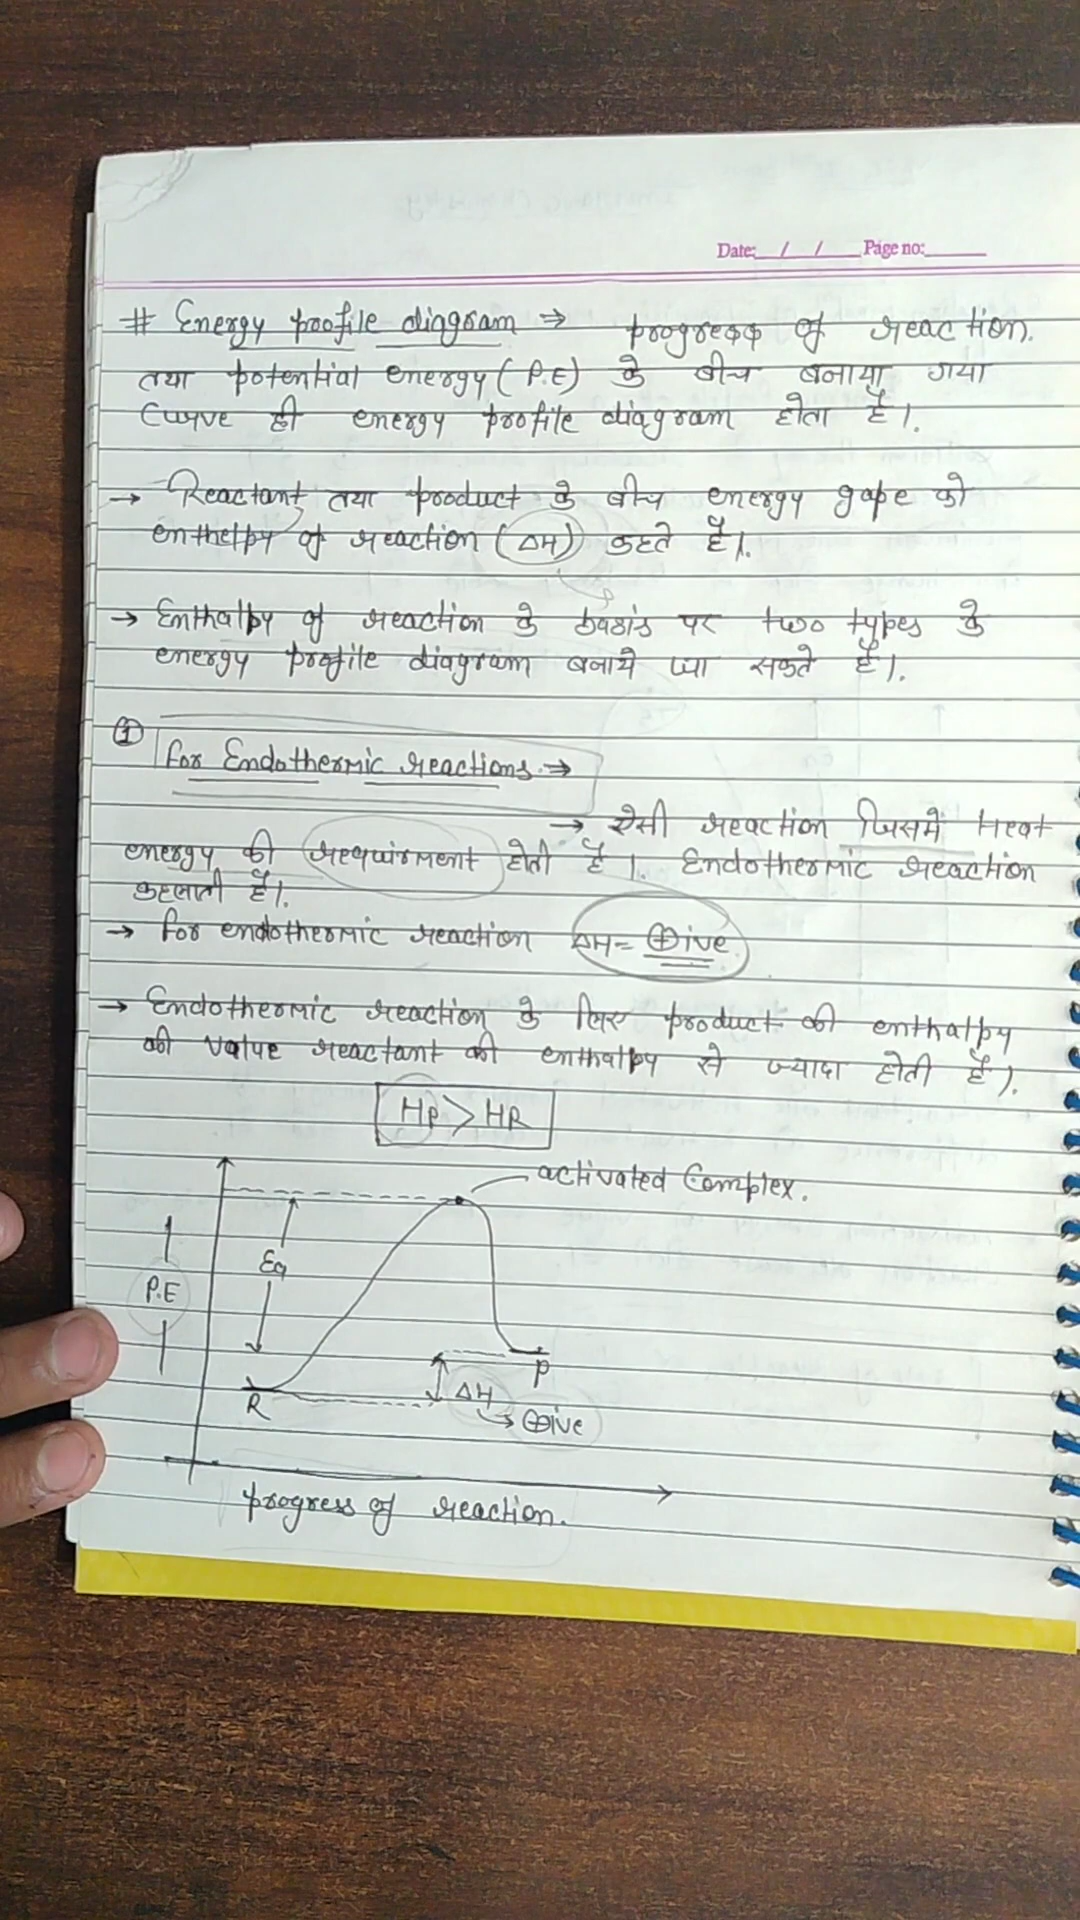 Date: / / Page no:
# Energy profile diagram ⇒ progress of reaction.
तथा potential energy (P.E) के बीच बनाया गया
Curve ही energy profile diagram होता है।.
→ Reactant तथा product के बीच energy gape को
enthelpy of reaction (ΔH) कहते है।.
→ Enthalpy of reaction के basis पर two types के
energy profile diagram बनाये जा सकते है।.
① for Endothermic reactions →
→ ऐसी reaction जिसमें Heat
energy की requirment होती है।. Endothermic reaction
कहलाती है।.
→ for endothermic reaction ΔH= ⊕ive
→ Endothermic reaction के लिए product की enthalpy
की value reactant की enthalpy से ज्यादा होती है।.
HP > HR
activated Complex.
Ea
P.E
P
R
ΔH
→ ⊕ive
progress of reaction.